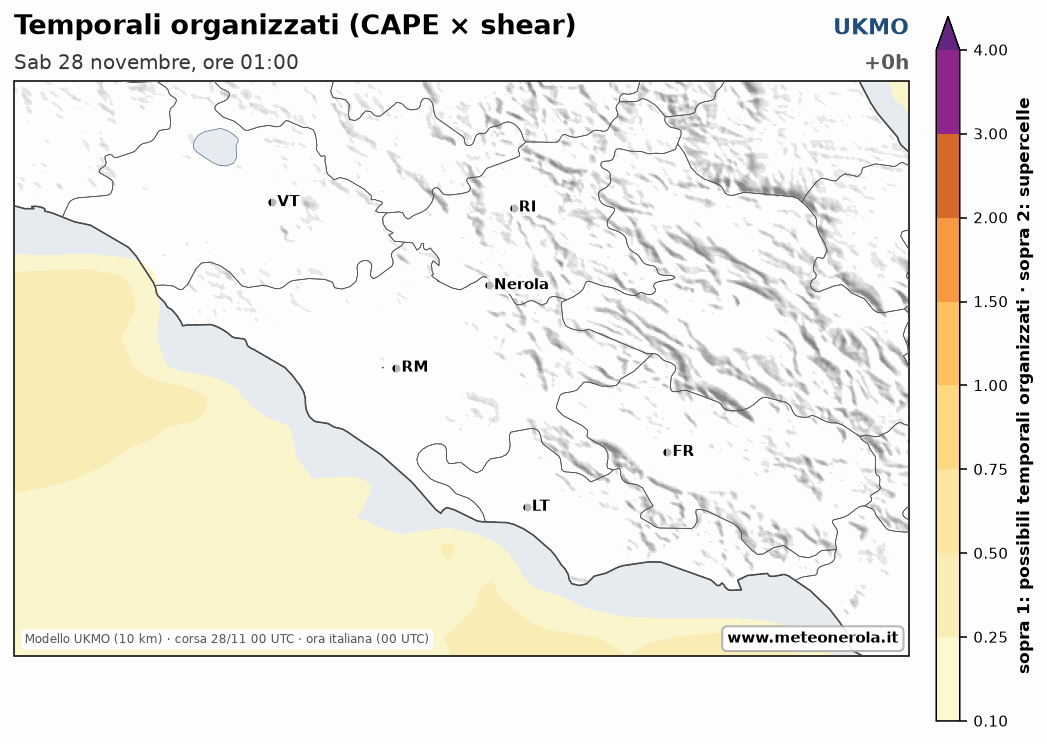 Temporali organizzati (CAPE × shear)
UKMO
Sab 28 novembre, ore 01:00
+0h
VT
RI
Nerola
RM
FR
LT
Modello UKMO (10 km) · corsa 28/11 00 UTC · ora italiana (00 UTC)
www.meteonerola.it
4.00
3.00
2.00
1.50
1.00
0.75
0.50
0.25
0.10
sopra 1: possibili temporali organizzati · sopra 2: supercelle